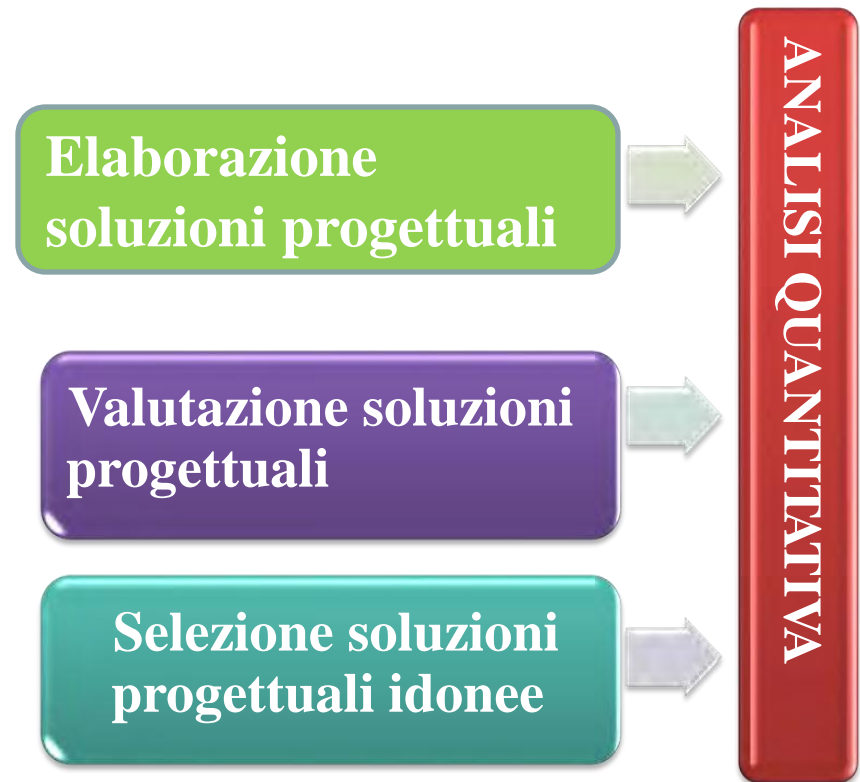 Elaborazione
soluzioni progettuali
Valutazione soluzioni
progettuali
Selezione soluzioni
progettuali idonee
ANALISI QUANTITATIVA